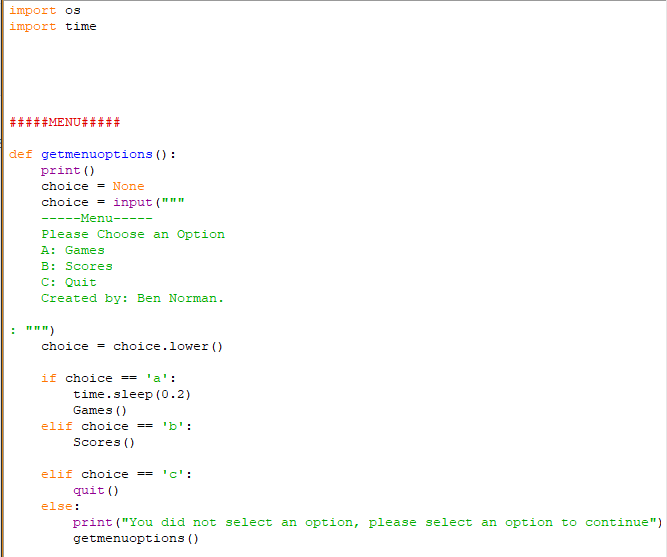 import os
import time
#####MENU#####
def getmenuoptions():
    print()
    choice = None
    choice = input("""
    -----Menu-----
    Please Choose an Option
    A: Games
    B: Scores
    C: Quit
    Created by: Ben Norman.
: """)
    choice = choice.lower()
    if choice == 'a':
        time.sleep(0.2)
        Games()
    elif choice == 'b':
        Scores()
    elif choice == 'c':
        quit()
    else:
        print("You did not select an option, please select an option to continue")
        getmenuoptions()